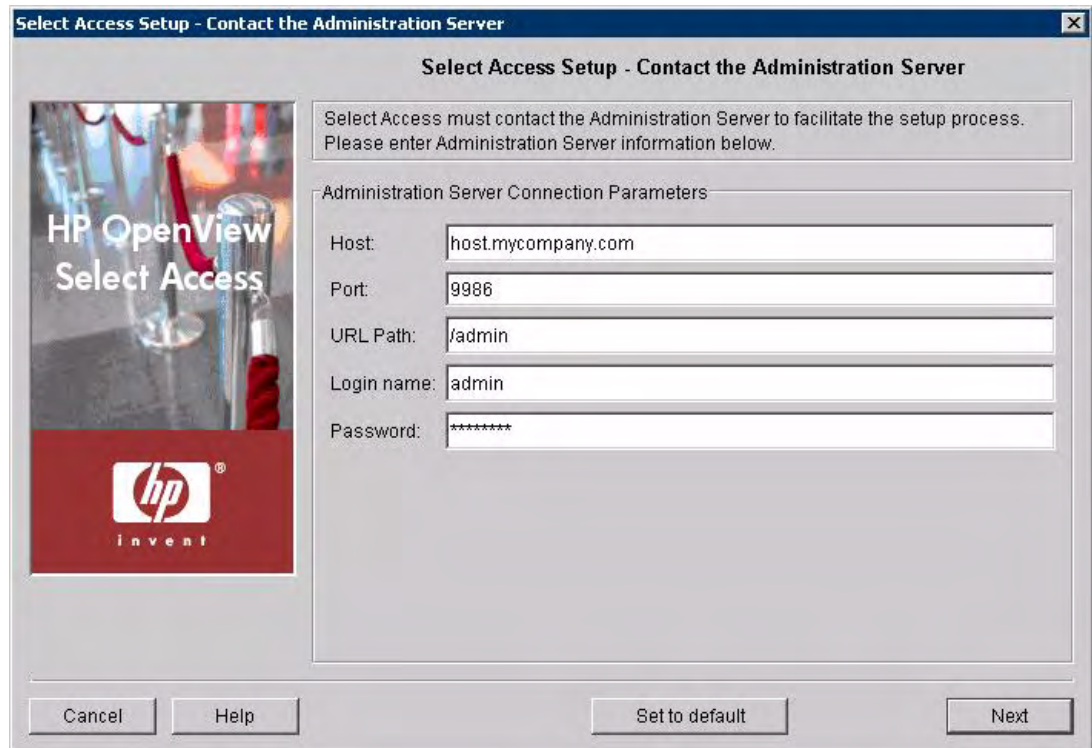 Select Access Setup - Contact the Administration Server
Select Access Setup - Contact the Administration Server
HP OpenView
Select Access
hp
®
invent
Select Access must contact the Administration Server to facilitate the setup process.
Please enter Administration Server information below.
Administration Server Connection Parameters
Host: host.mycompany.com
Port: 9986
URL Path: /admin
Login name: admin
Password: ********
Cancel Help Set to default Next